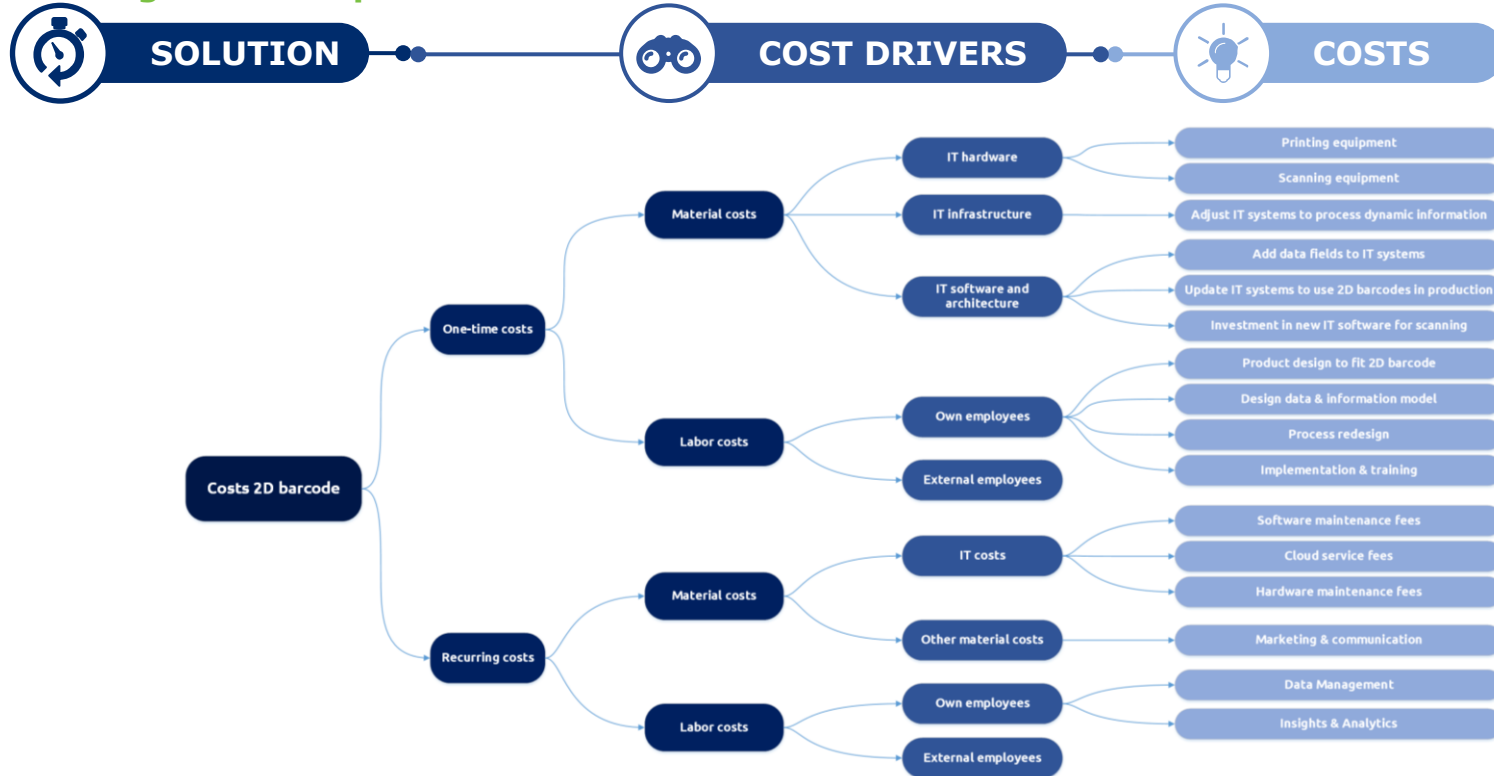 SOLUTION
COST DRIVERS
COSTS
Costs 2D barcode
One-time costs
Recurring costs
Material costs
Labor costs
Material costs
Labor costs
IT hardware
IT infrastructure
IT software and
architecture
Own employees
External employees
IT costs
Other material costs
Own employees
External employees
Printing equipment
Scanning equipment
Adjust IT systems to process dynamic information
Add data fields to IT systems
Update IT systems to use 2D barcodes in production
Investment in new IT software for scanning
Product design to fit 2D barcode
Design data & information model
Process redesign
Implementation & training
Software maintenance fees
Cloud service fees
Hardware maintenance fees
Marketing & communication
Data Management
Insights & Analytics